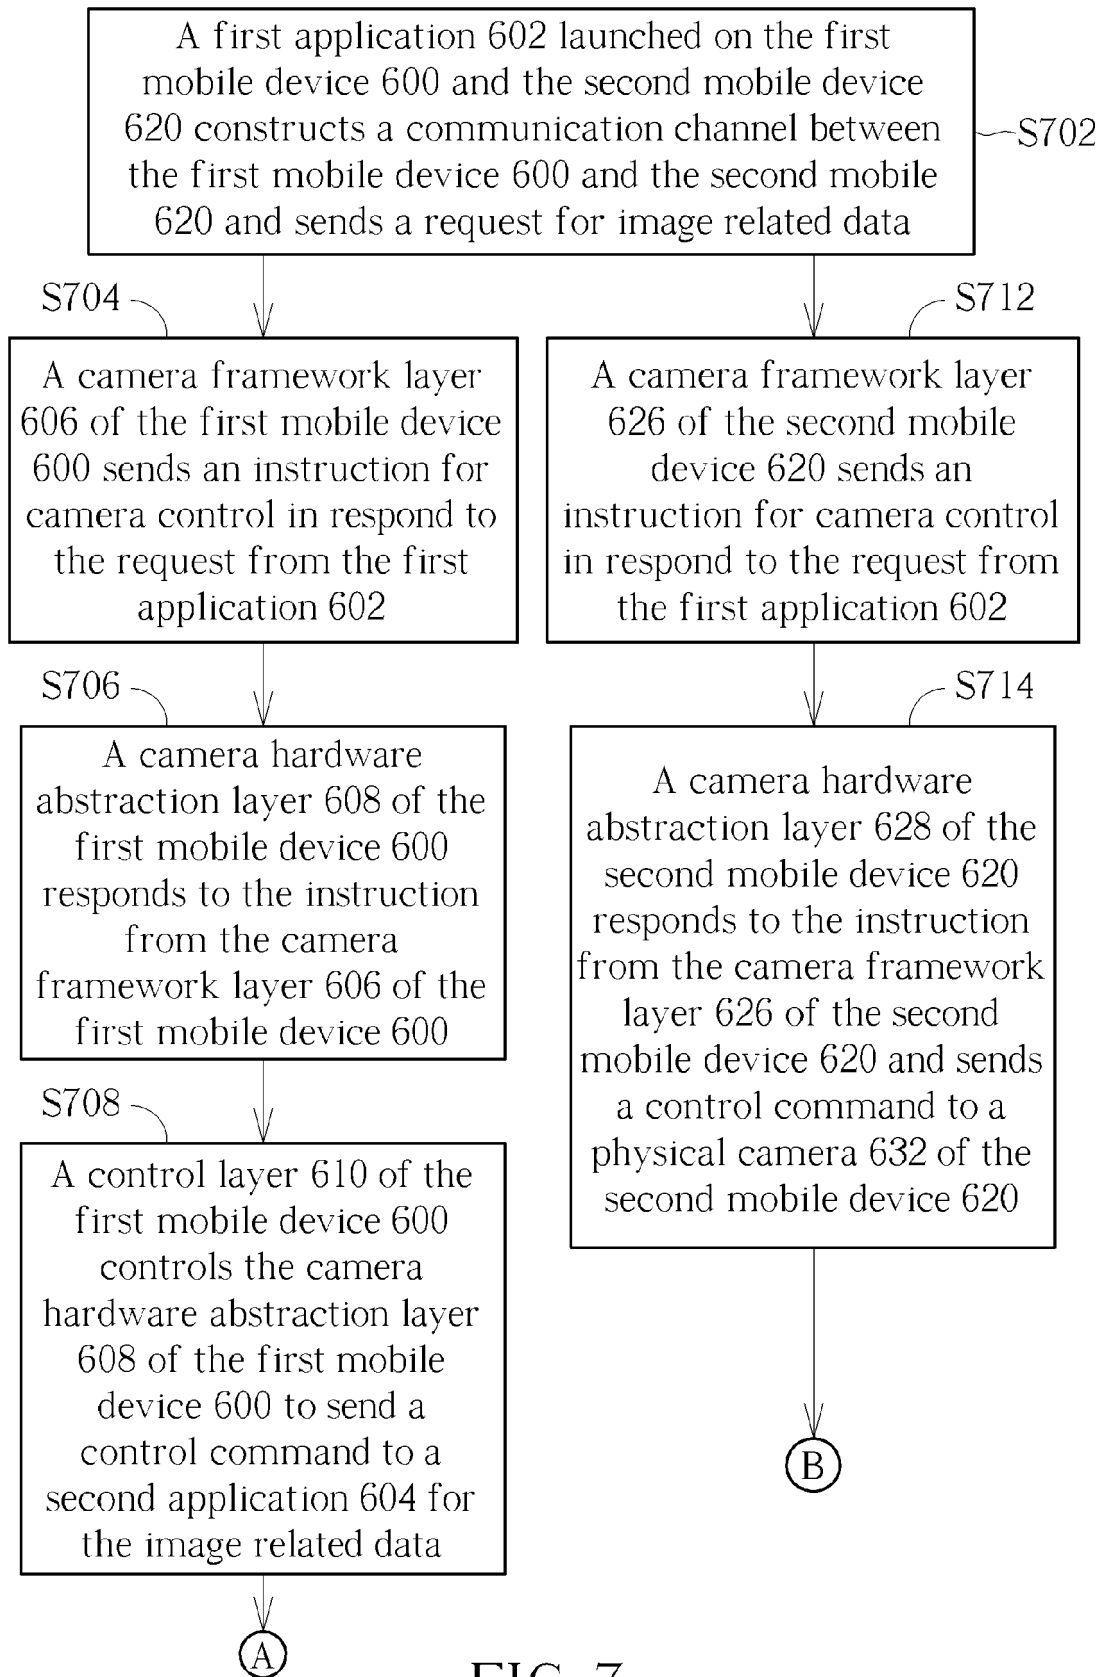 A first application 602 launched on the first
mobile device 600 and the second mobile device
620 constructs a communication channel between
the first mobile device 600 and the second mobile
620 and sends a request for image related data
S702
S704
A camera framework layer
606 of the first mobile device
600 sends an instruction for
camera control in respond to
the request from the first
application 602
S712
A camera framework layer
626 of the second mobile
device 620 sends an
instruction for camera control
in respond to the request from
the first application 602
S706
A camera hardware
abstraction layer 608 of the
first mobile device 600
responds to the instruction
from the camera
framework layer 606 of the
first mobile device 600
S714
A camera hardware
abstraction layer 628 of the
second mobile device 620
responds to the instruction
from the camera framework
layer 626 of the second
mobile device 620 and sends
a control command to a
physical camera 632 of the
second mobile device 620
S708
A control layer 610 of the
first mobile device 600
controls the camera
hardware abstraction layer
608 of the first mobile
device 600 to send a
control command to a
second application 604 for
the image related data
B
A
FIG. 7